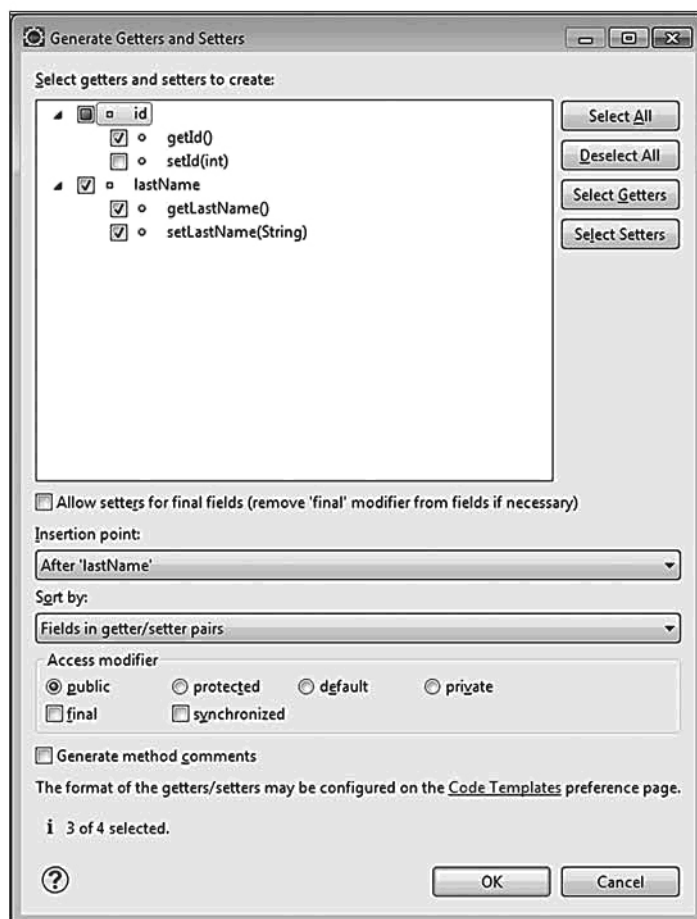 Generate Getters and Setters
Select getters and setters to create:
id
getId()
setId(int)
lastName
getLastName()
setLastName(String)
Select All
Deselect All
Select Getters
Select Setters
Allow setters for final fields (remove 'final' modifier from fields if necessary)
Insertion point:
After 'lastName'
Sort by:
Fields in getter/setter pairs
Access modifier
public protected default private
final synchronized
Generate method comments
The format of the getters/setters may be configured on the Code Templates preference page.
i 3 of 4 selected.
?
OK Cancel